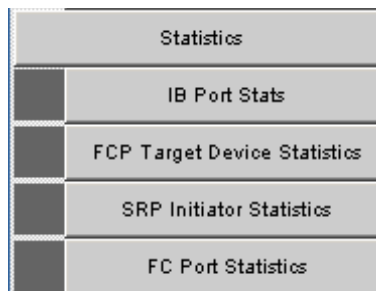 Statistics
IB Port Stats
FCP Target Device Statistics
SRP Initiator Statistics
FC Port Statistics